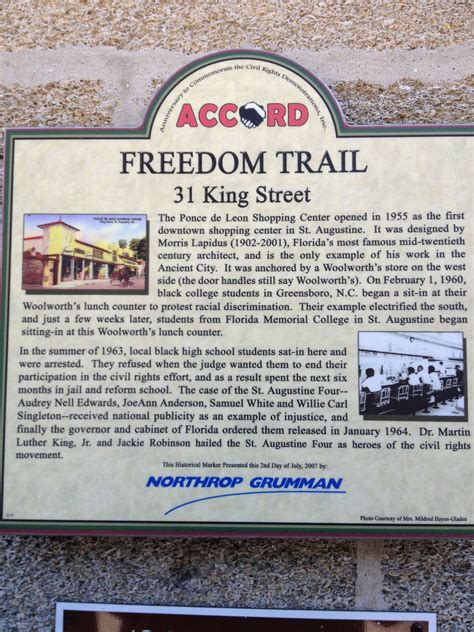 Anniversary to Commemorate the Civil Rights Demonstrations, Inc.
ACCORD
FREEDOM TRAIL
31 King Street
The Ponce de Leon Shopping Center opened in 1955 as the first
downtown shopping center in St. Augustine. It was designed by
Morris Lapidus (1902-2001), Florida's most famous mid-twentieth
century architect, and is the only example of his work in the
Ancient City. It was anchored by a Woolworth's store on the west
side (the door handles still say Woolworth's). On February 1, 1960,
black college students in Greensboro, N.C. began a sit-in at their
Woolworth's lunch counter to protest racial discrimination. Their example electrified the south,
and just a few weeks later, students from Florida Memorial College in St. Augustine began
sitting-in at this Woolworth's lunch counter.
In the summer of 1963, local black high school students sat-in here and
were arrested. They refused when the judge wanted them to end their
participation in the civil rights effort, and as a result spent the next six
months in jail and reform school. The case of the St. Augustine Four--
Audrey Nell Edwards, JoeAnn Anderson, Samuel White and Willie Carl
Singleton--received national publicity as an example of injustice, and
finally the governor and cabinet of Florida ordered them released in January 1964. Dr. Martin
Luther King, Jr. and Jackie Robinson hailed the St. Augustine Four as heroes of the civil rights
movement.
This Historical Marker Presented this 2nd Day of July, 2007 by:
NORTHROP GRUMMAN
Photo Courtesy of Mrs. Mildred Hayes-Gladen